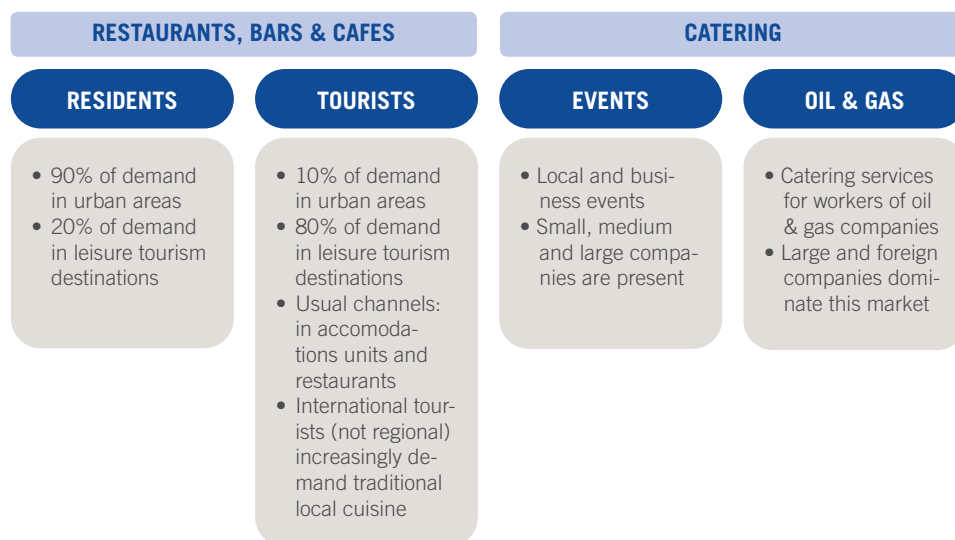 RESTAURANTS, BARS & CAFES
CATERING
RESIDENTS
TOURISTS
EVENTS
OIL & GAS
• 90% of demand
in urban areas
• 20% of demand
in leisure tourism
destinations
• 10% of demand
in urban areas
• 80% of demand
in leisure tourism
destinations
• Usual channels:
in accomoda-
tions units and
restaurants
• International tour-
ists (not regional)
increasingly de-
mand traditional
local cuisine
• Local and busi-
ness events
• Small, medium
and large compa-
nies are present
• Catering services
for workers of oil
& gas companies
• Large and foreign
companies domi-
nate this market